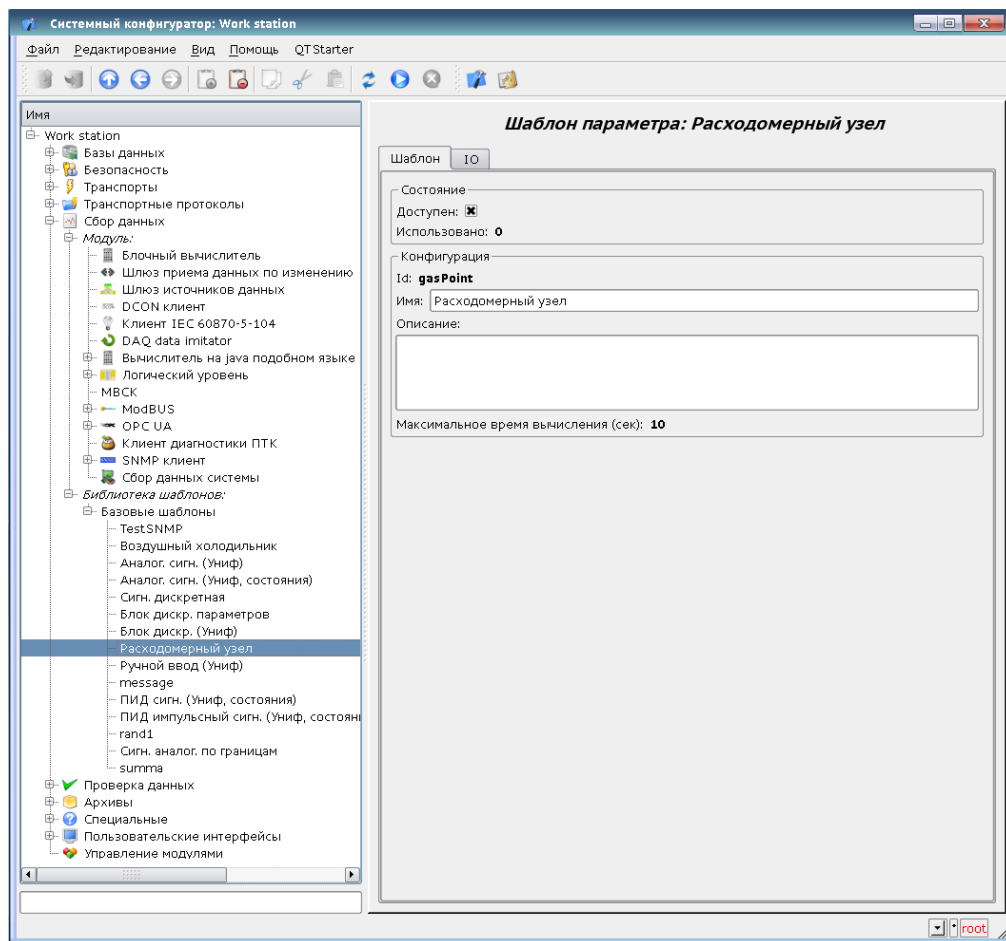 Системный конфигуратор: Work station
Файл Редактирование Вид Помощь QTStarter
Имя
Work station
Базы данных
Безопасность
Транспорты
Транспортные протоколы
Сбор данных
Модуль:
Блочный вычислитель
Шлюз приема данных по изменению
Шлюз источников данных
DCON клиент
Клиент IEC 60870-5-104
DAQ data imitator
Вычислитель на java подобном языке
Логический уровень
МВСК
ModBUS
OPC UA
Клиент диагностики ПТК
SNMP клиент
Сбор данных системы
Библиотека шаблонов:
Базовые шаблоны
TestSNMP
Воздушный холодильник
Аналог. сигн. (Униф)
Аналог. сигн. (Униф, состояния)
Сигн. дискретная
Блок дискр. параметров
Блок дискр. (Униф)
Расходомерный узел
Ручной ввод (Униф)
message
ПИД сигн. (Униф, состояния)
ПИД импульсный сигн. (Униф, состоян
rand1
Сигн. аналог. по границам
summa
Проверка данных
Архивы
Специальные
Пользовательские интерфейсы
Управление модулями
Шаблон параметра: Расходомерный узел
Шаблон IO
Состояние
Доступен:
Использовано: 0
Конфигурация
Id: gasPoint
Имя: Расходомерный узел
Описание:
Максимальное время вычисления (сек): 10
* root